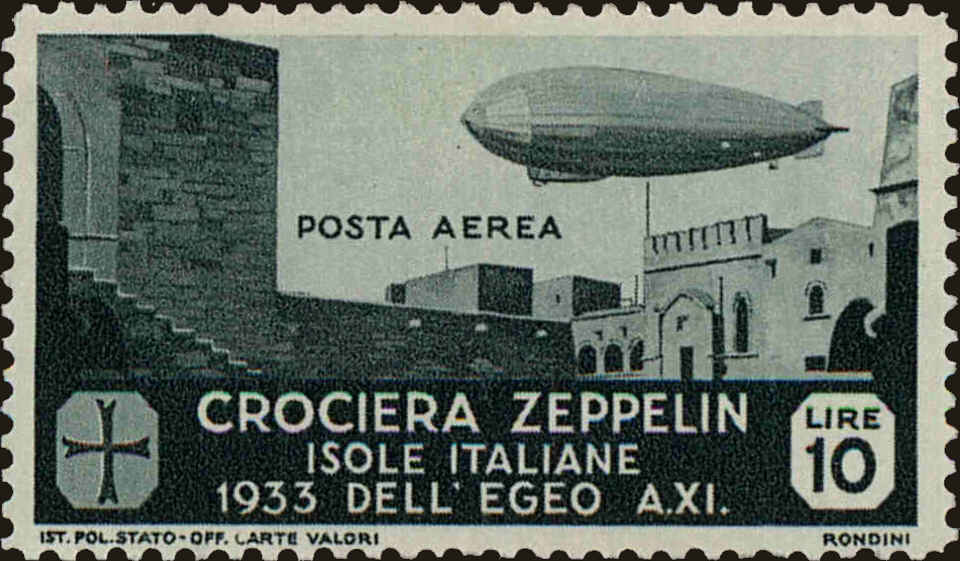 POSTA AEREA
CROCIERA ZEPPELIN
ISOLE ITALIANE
1933 DELL' EGEO A.XI.
LIRE
10
IST. POL. STATO - OFF. CARTE VALORI
RONDINI